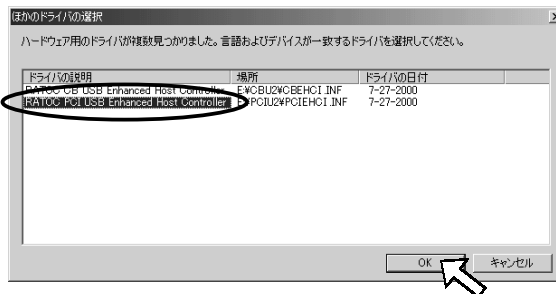 ほかのドライバの選択
ハードウェア用のドライバが複数見つかりました。言語およびデバイスが一致するドライバを選択してください。
ドライバの説明 場所 ドライバの日付
RATOC CB USB Enhanced Host Controller E:¥CBU2¥CBEHCI.INF 7-27-2000
RATOC PCI USB Enhanced Host Controller E:¥PCIU2¥PCIEHCI.INF 7-27-2000
OK キャンセル